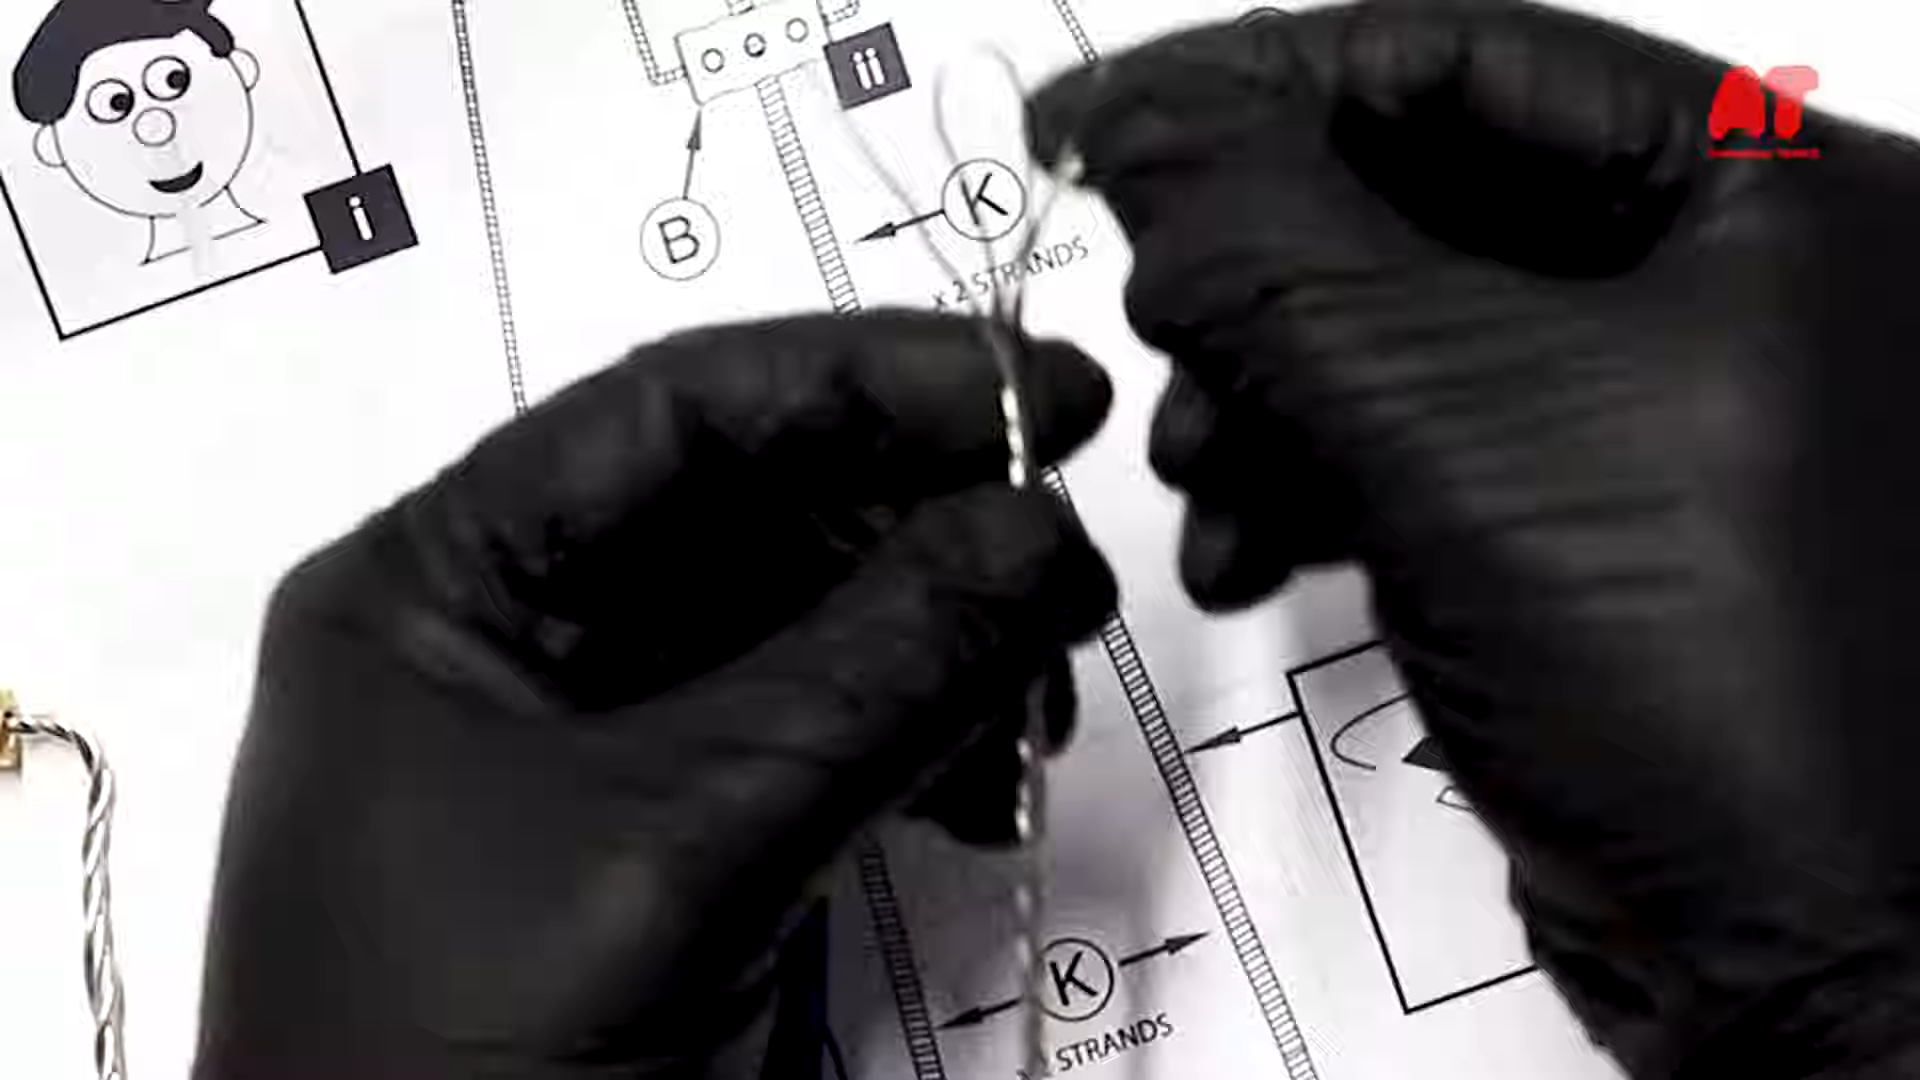 ii
i
B
K
x 2 STRANDS
K
STRANDS
AT